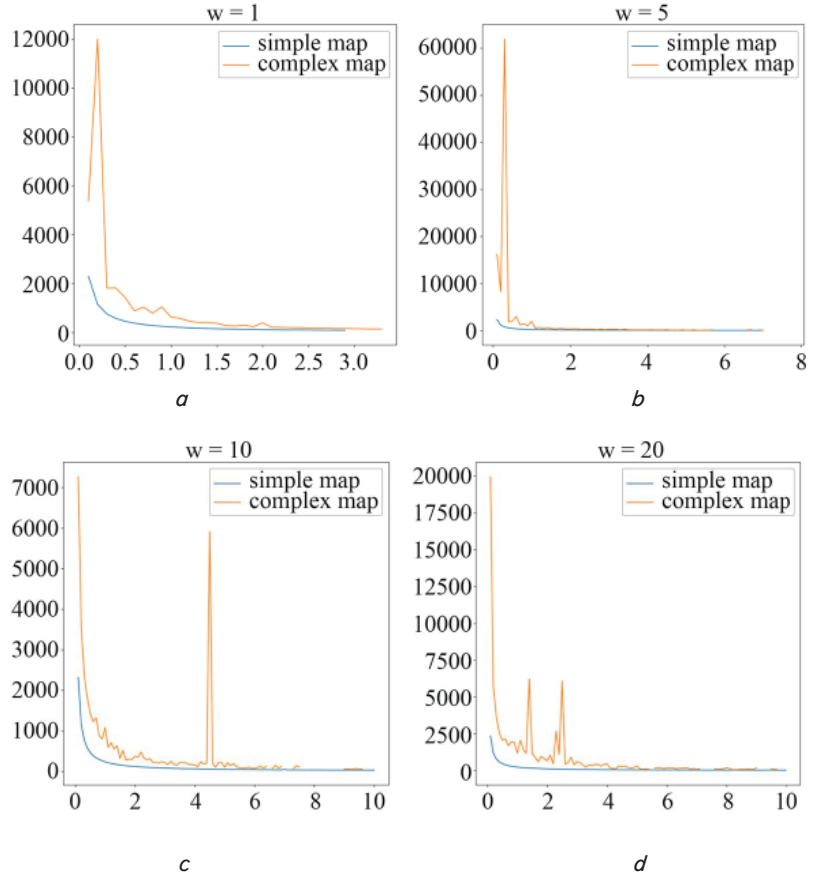 w = 1
simple map
complex map
12000
10000
8000
6000
4000
2000
0
0.0 0.5 1.0 1.5 2.0 2.5 3.0
a
w = 5
simple map
complex map
60000
50000
40000
30000
20000
10000
0
0 2 4 6 8
b
w = 10
simple map
complex map
7000
6000
5000
4000
3000
2000
1000
0
0 2 4 6 8 10
c
w = 20
simple map
complex map
20000
17500
15000
12500
10000
7500
5000
2500
0
0 2 4 6 8 10
d